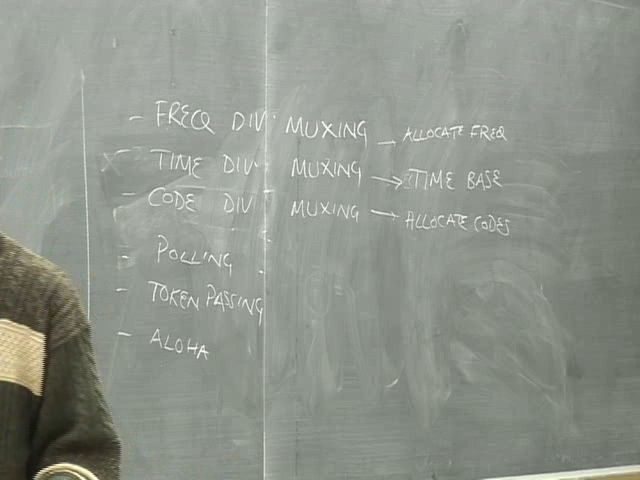 - FREQ DIV MUXING - ALLOCATE FREQ
TIME DIV MUXING → TIME BASE
- CODE DIV MUXING → ALLOCATE CODES
- POLLING
- TOKEN PASSING
- ALOHA